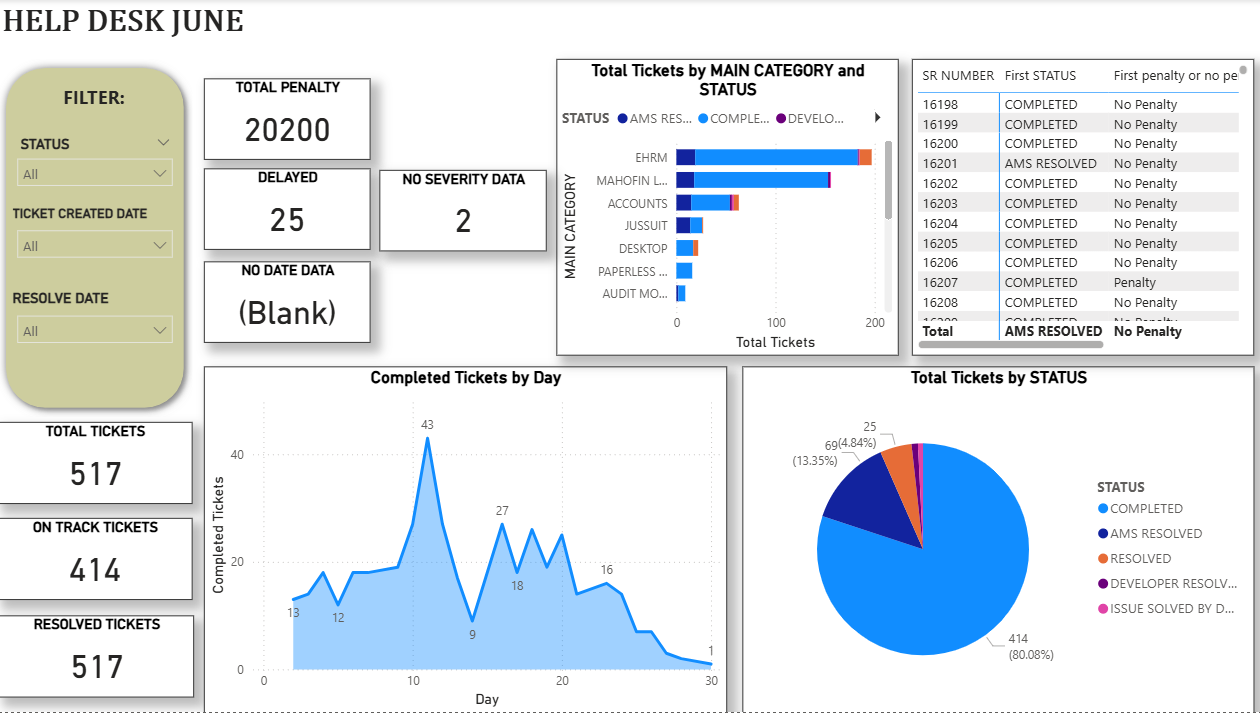 HELP DESK JUNE
FILTER:
STATUS
All
TICKET CREATED DATE
All
RESOLVE DATE
All
TOTAL PENALTY
20200
DELAYED
25
NO DATE DATA
(Blank)
NO SEVERITY DATA
2
Total Tickets by MAIN CATEGORY and
STATUS
STATUS AMS RES... COMPLE... DEVELO...
MAIN CATEGORY
EHRM
MAHOFIN L...
ACCOUNTS
JUSSUIT
DESKTOP
PAPERLESS ...
AUDIT MO...
0 100 200
Total Tickets
SR NUMBER First STATUS First penalty or no pe
16198 COMPLETED No Penalty
16199 COMPLETED No Penalty
16200 COMPLETED No Penalty
16201 AMS RESOLVED No Penalty
16202 COMPLETED No Penalty
16203 COMPLETED No Penalty
16204 COMPLETED No Penalty
16205 COMPLETED No Penalty
16206 COMPLETED No Penalty
16207 COMPLETED Penalty
16208 COMPLETED No Penalty
Total AMS RESOLVED No Penalty
TOTAL TICKETS
517
ON TRACK TICKETS
414
RESOLVED TICKETS
517
Completed Tickets by Day
Completed Tickets
40
20
0
13
12
43
9
27
18
16
1
0 10 20 30
Day
Total Tickets by STATUS
25
(4.84%)
69
(13.35%)
414
(80.08%)
STATUS
COMPLETED
AMS RESOLVED
RESOLVED
DEVELOPER RESOLV...
ISSUE SOLVED BY D...